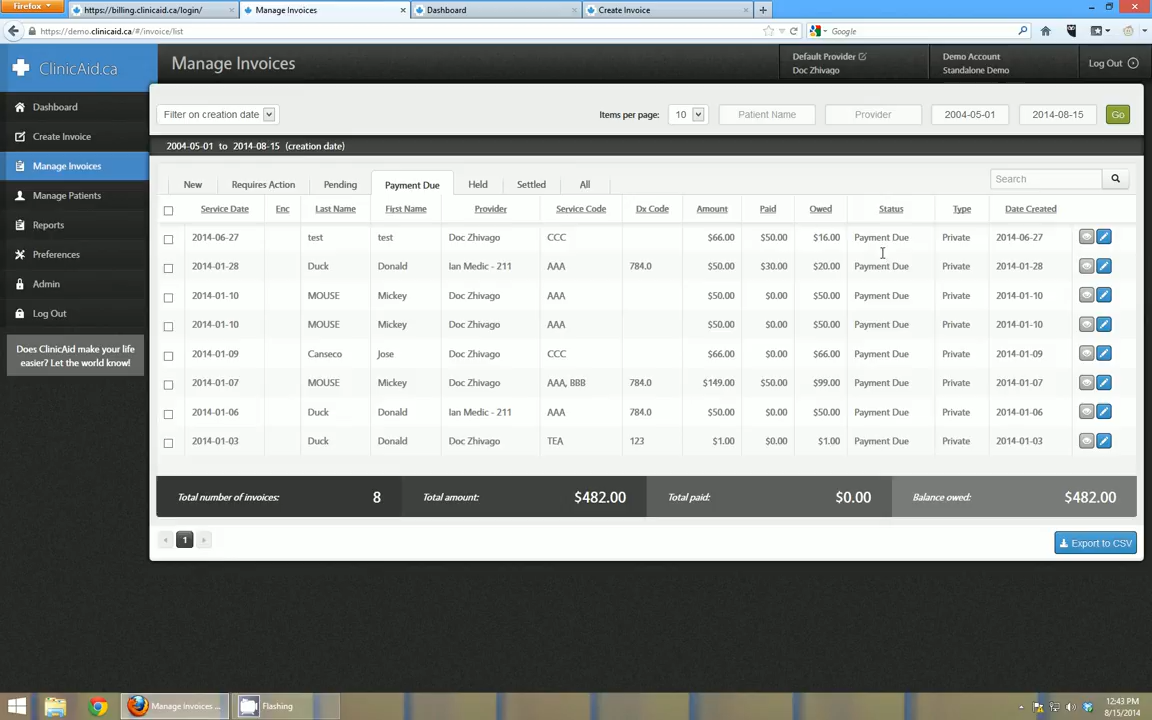 Firefox
https://billing.clinicaid.ca/login/
Manage Invoices
Dashboard
Create Invoice
https://demo.clinicaid.ca/#/invoice/list
Google
ClinicAid.ca
Manage Invoices
Default Provider
Doc Zhivago
Demo Account
Standalone Demo
Log Out
Dashboard
Create Invoice
Manage Invoices
Manage Patients
Reports
Preferences
Admin
Log Out
Does ClinicAid make your life
easier? Let the world know!
Filter on creation date
Items per page: 10 Patient Name Provider 2004-05-01 2014-08-15 Go
2004-05-01 to 2014-08-15 (creation date)
New Requires Action Pending Payment Due Held Settled All Search
Service Date Enc Last Name First Name Provider Service Code Dx Code Amount Paid Owed Status Type Date Created
2014-06-27 test test Doc Zhivago CCC $66.00 $50.00 $16.00 Payment Due Private 2014-06-27
2014-01-28 Duck Donald Ian Medic - 211 AAA 784.0 $50.00 $30.00 $20.00 Payment Due Private 2014-01-28
2014-01-10 MOUSE Mickey Doc Zhivago AAA $50.00 $0.00 $50.00 Payment Due Private 2014-01-10
2014-01-10 MOUSE Mickey Doc Zhivago AAA $50.00 $0.00 $50.00 Payment Due Private 2014-01-10
2014-01-09 Canseco Jose Doc Zhivago CCC $66.00 $0.00 $66.00 Payment Due Private 2014-01-09
2014-01-07 MOUSE Mickey Doc Zhivago AAA, BBB 784.0 $149.00 $50.00 $99.00 Payment Due Private 2014-01-07
2014-01-06 Duck Donald Ian Medic - 211 AAA 784.0 $50.00 $0.00 $50.00 Payment Due Private 2014-01-06
2014-01-03 Duck Donald Doc Zhivago TEA 123 $1.00 $0.00 $1.00 Payment Due Private 2014-01-03
Total number of invoices: 8 Total amount: $482.00 Total paid: $0.00 Balance owed: $482.00
1
Export to CSV
Manage Invoices ...
Flashing
12:43 PM
8/15/2014